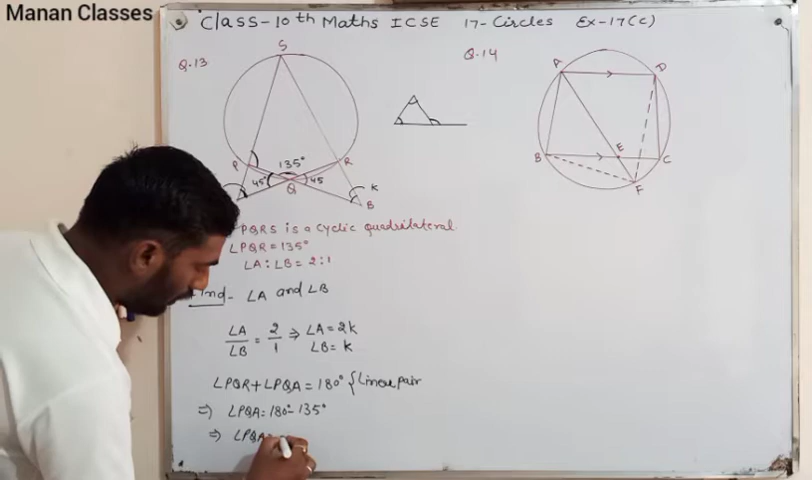 Manan Classes
Class-10th Maths ICSE 17-Circles Ex-17(c)
Q.13
Q.14
S
P
R
135°
45°
45
Q
K
B
A
D
B
E
C
F
PQRS is a cyclic quadrilateral.
∠PQR=135°
∠A:∠B=2:1
Find- ∠A and ∠B
∠A/∠B = 2/1 ⇒ ∠A=2k
∠B=k
∠PQR+∠PQA=180° {Linear pair
⇒ ∠PQA=180°-135°
⇒ ∠PQA=